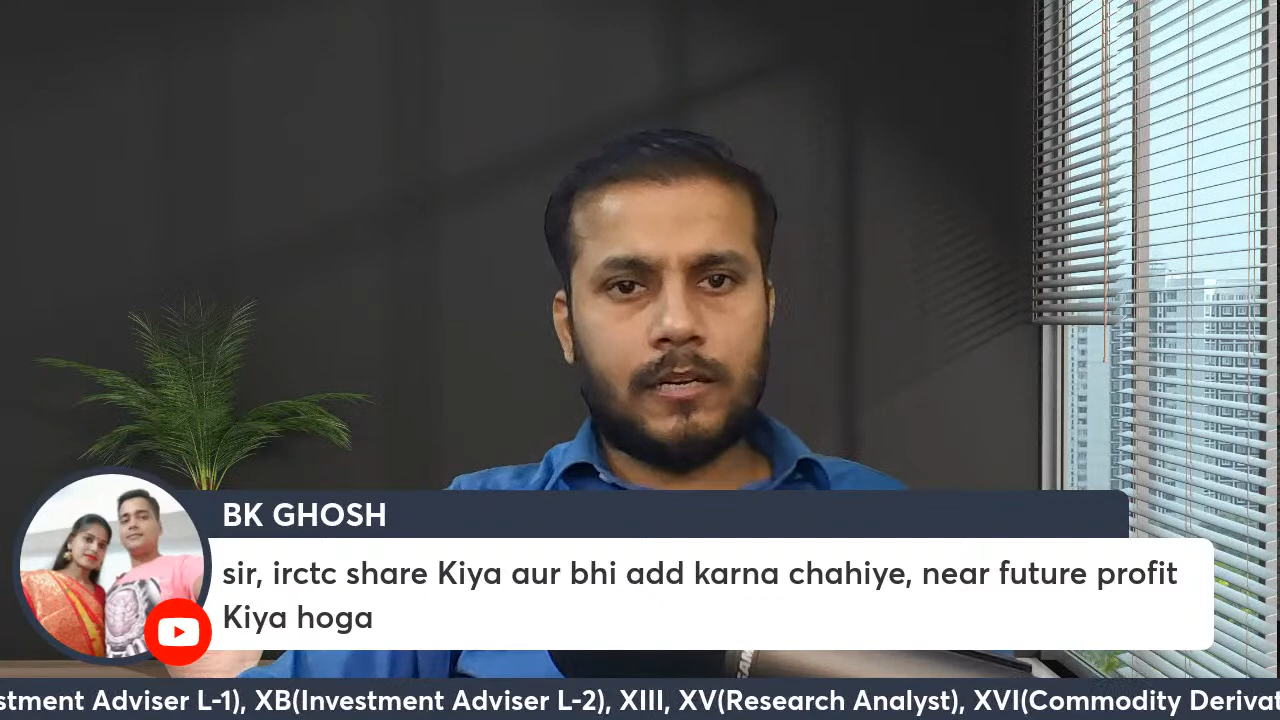 BK GHOSH
sir, irctc share Kiya aur bhi add karna chahiye, near future profit
Kiya hoga
stment Adviser L-1), XB(Investment Adviser L-2), XIII, XV(Research Analyst), XVI(Commodity Derivat